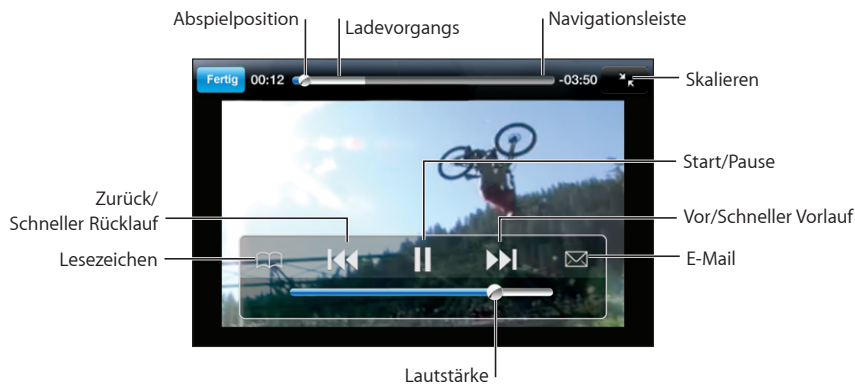 Abspielposition
Ladevorgangs
Navigationsleiste
Fertig 00:12 -03:50
Skalieren
Start/Pause
Zurück/
Schneller Rücklauf
Vor/Schneller Vorlauf
Lesezeichen
E-Mail
Lautstärke